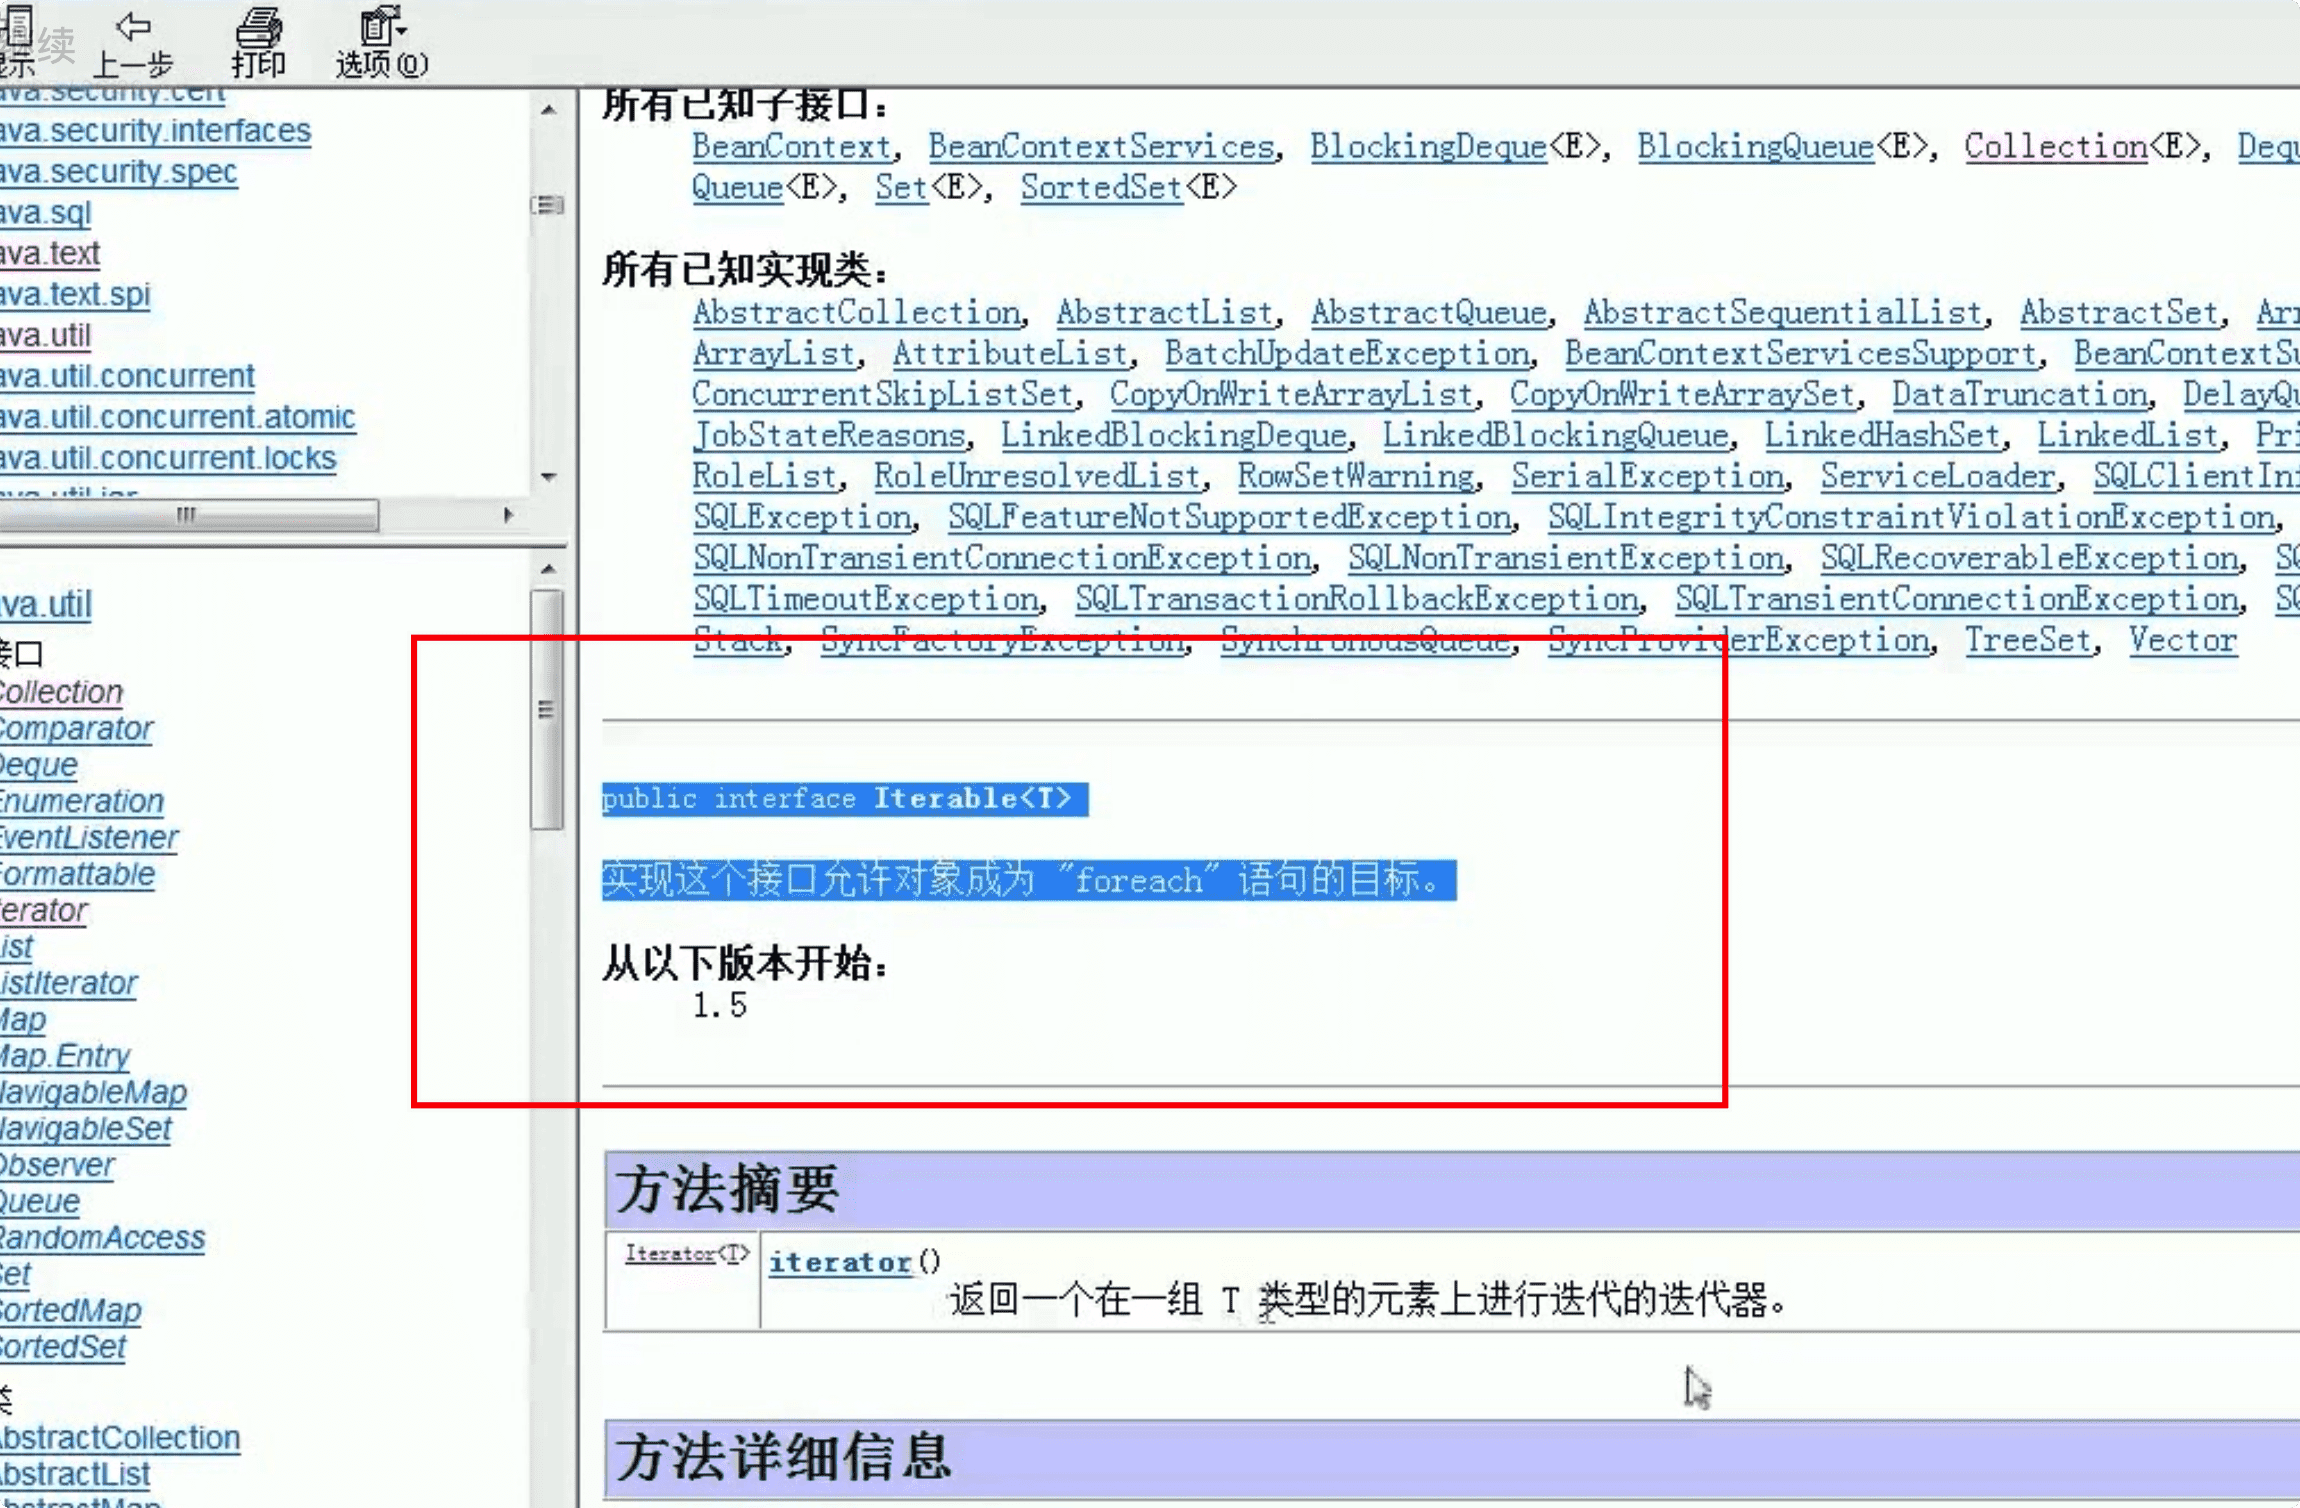 上一步 打印 选项(O)
ava.security.cert
ava.security.interfaces
ava.security.spec
ava.sql
ava.text
ava.text.spi
ava.util
ava.util.concurrent
ava.util.concurrent.atomic
ava.util.concurrent.locks
ava.util
接口
Collection
Comparator
Deque
Enumeration
EventListener
Formattable
terator
List
ListIterator
Map
Map.Entry
NavigableMap
NavigableSet
Observer
Queue
RandomAccess
Set
SortedMap
SortedSet
类
AbstractCollection
AbstractList
AbstractMap
所有已知子接口：
BeanContext, BeanContextServices, BlockingDeque<E>, BlockingQueue<E>, Collection<E>, Dequ
Queue<E>, Set<E>, SortedSet<E>
所有已知实现类：
AbstractCollection, AbstractList, AbstractQueue, AbstractSequentialList, AbstractSet, Arr
ArrayList, AttributeList, BatchUpdateException, BeanContextServicesSupport, BeanContextSu
ConcurrentSkipListSet, CopyOnWriteArrayList, CopyOnWriteArraySet, DataTruncation, DelayQu
JobStateReasons, LinkedBlockingDeque, LinkedBlockingQueue, LinkedHashSet, LinkedList, Pri
RoleList, RoleUnresolvedList, RowSetWarning, SerialException, ServiceLoader, SQLClientInf
SQLException, SQLFeatureNotSupportedException, SQLIntegrityConstraintViolationException,
SQLNonTransientConnectionException, SQLNonTransientException, SQLRecoverableException, SQ
SQLTimeoutException, SQLTransactionRollbackException, SQLTransientConnectionException, SQ
Stack, SyncFactoryException, SynchronousQueue, SyncProviderException, TreeSet, Vector
public interface Iterable<T>
实现这个接口允许对象成为 "foreach" 语句的目标。
从以下版本开始：
1.5
方法摘要
Iterator<T> iterator()
返回一个在一组 T 类型的元素上进行迭代的迭代器。
方法详细信息